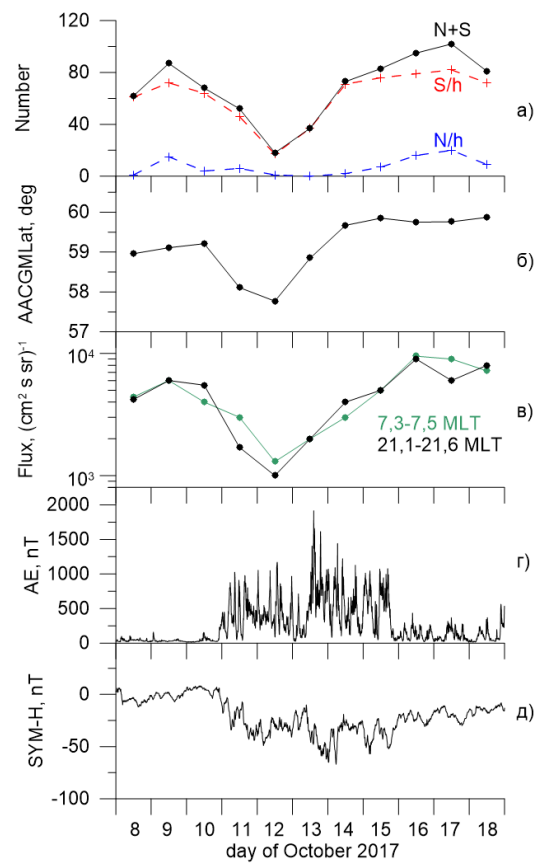 120
80
40
0
Number
N+S
S/h
N/h
а)
60
59
58
57
AACGMLat, deg
б)
10⁴
10³
Flux, (cm² s sr)⁻¹
7,3-7,5 MLT
21,1-21,6 MLT
в)
2000
1500
1000
500
0
AE, nT
г)
0
-50
-100
SYM-H, nT
д)
8 9 10 11 12 13 14 15 16 17 18
day of October 2017